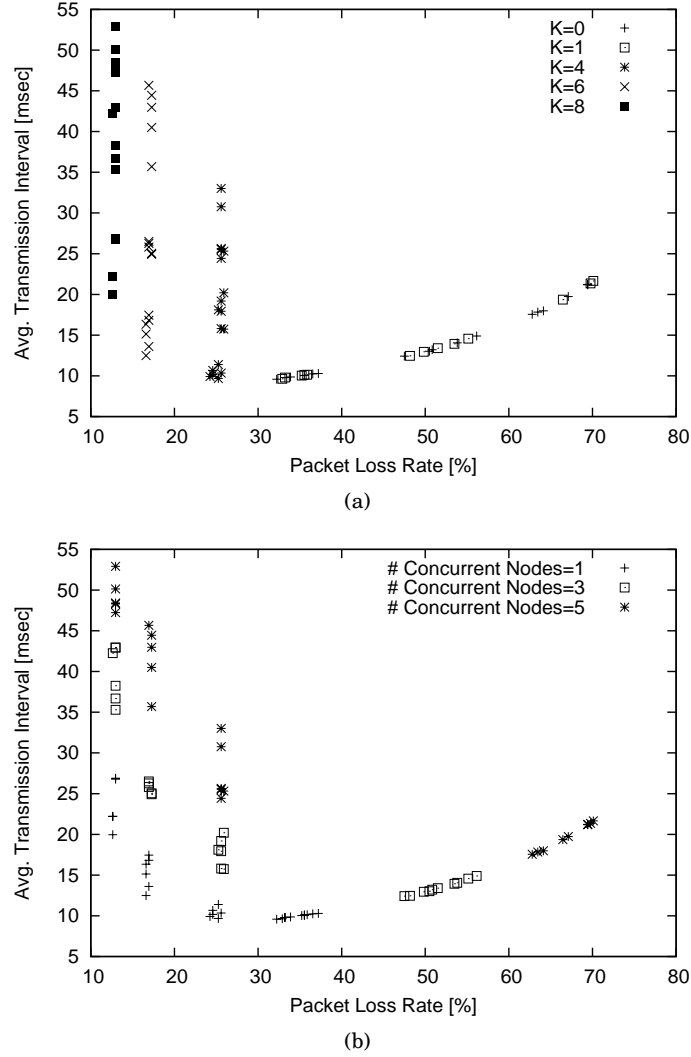 55
50
45
40
35
30
25
20
15
10
5
Avg. Transmission Interval [msec]
K=0
K=1
K=4
K=6
K=8
10 20 30 40 50 60 70 80
Packet Loss Rate [%]
(a)
55
50
45
40
35
30
25
20
15
10
5
Avg. Transmission Interval [msec]
# Concurrent Nodes=1
# Concurrent Nodes=3
# Concurrent Nodes=5
10 20 30 40 50 60 70 80
Packet Loss Rate [%]
(b)